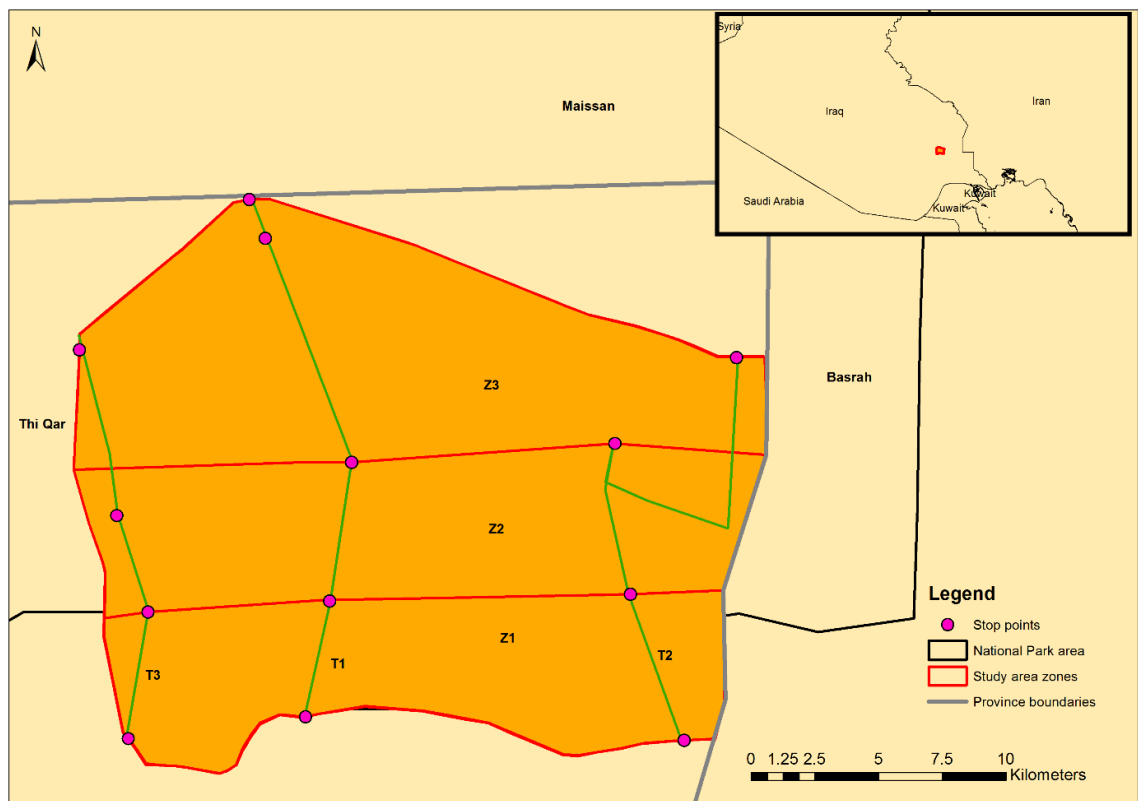 N
Maissan
Syria
Iraq
Iran
Saudi Arabia
Kuwait
Kuwait
Z3
Basrah
Thi Qar
Z2
Z1
T3
T1
T2
Legend
Stop points
National Park area
Study area zones
Province boundaries
0 1.25 2.5 5 7.5 10
Kilometers